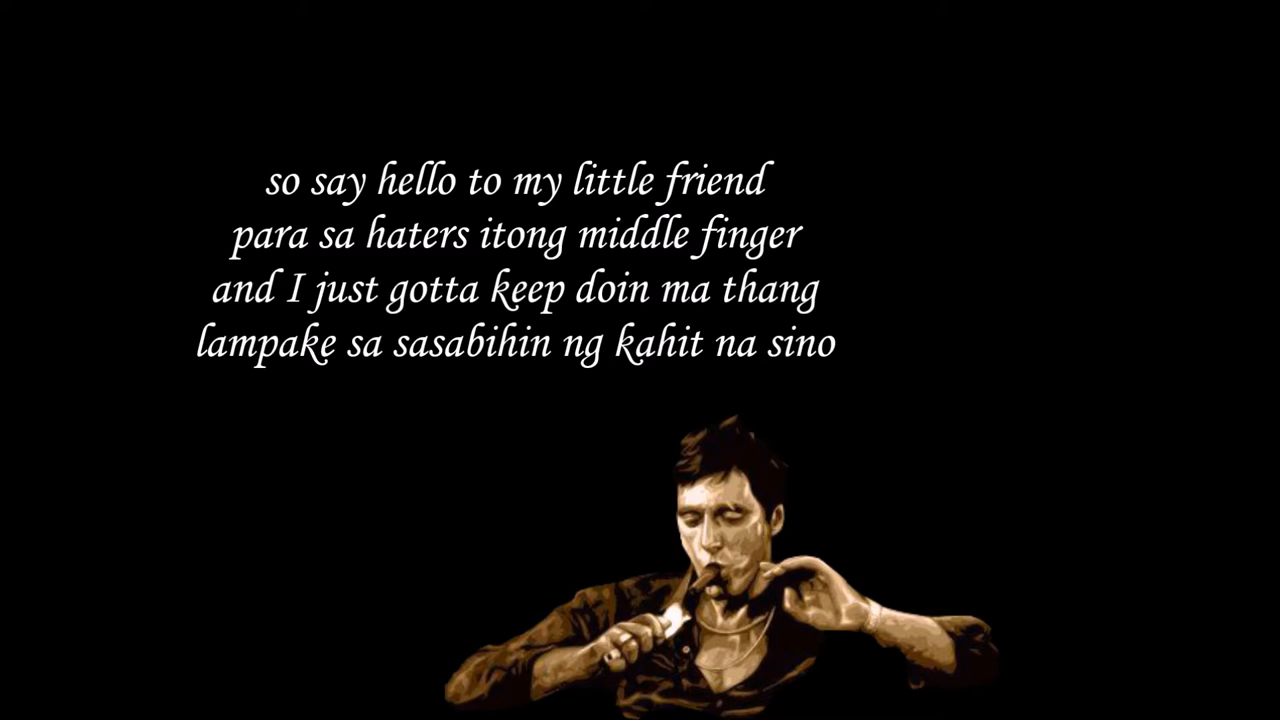 so say hello to my little friend
para sa haters itong middle finger
and I just gotta keep doin ma thang
lampake sa sasabihin ng kahit na sino